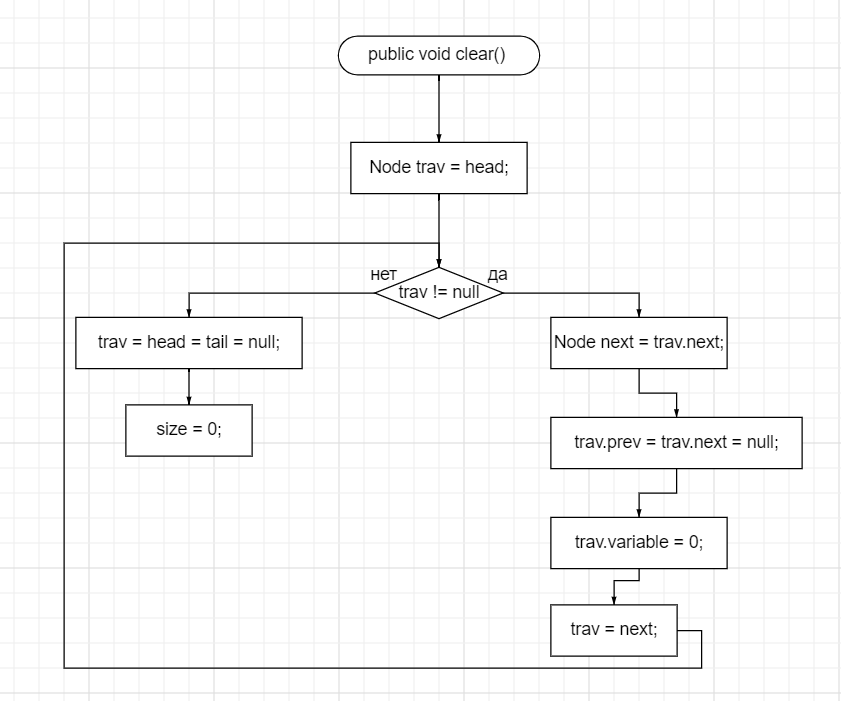 public void clear()
Node trav = head;
нет
да
trav != null
trav = head = tail = null;
size = 0;
Node next = trav.next;
trav.prev = trav.next = null;
trav.variable = 0;
trav = next;